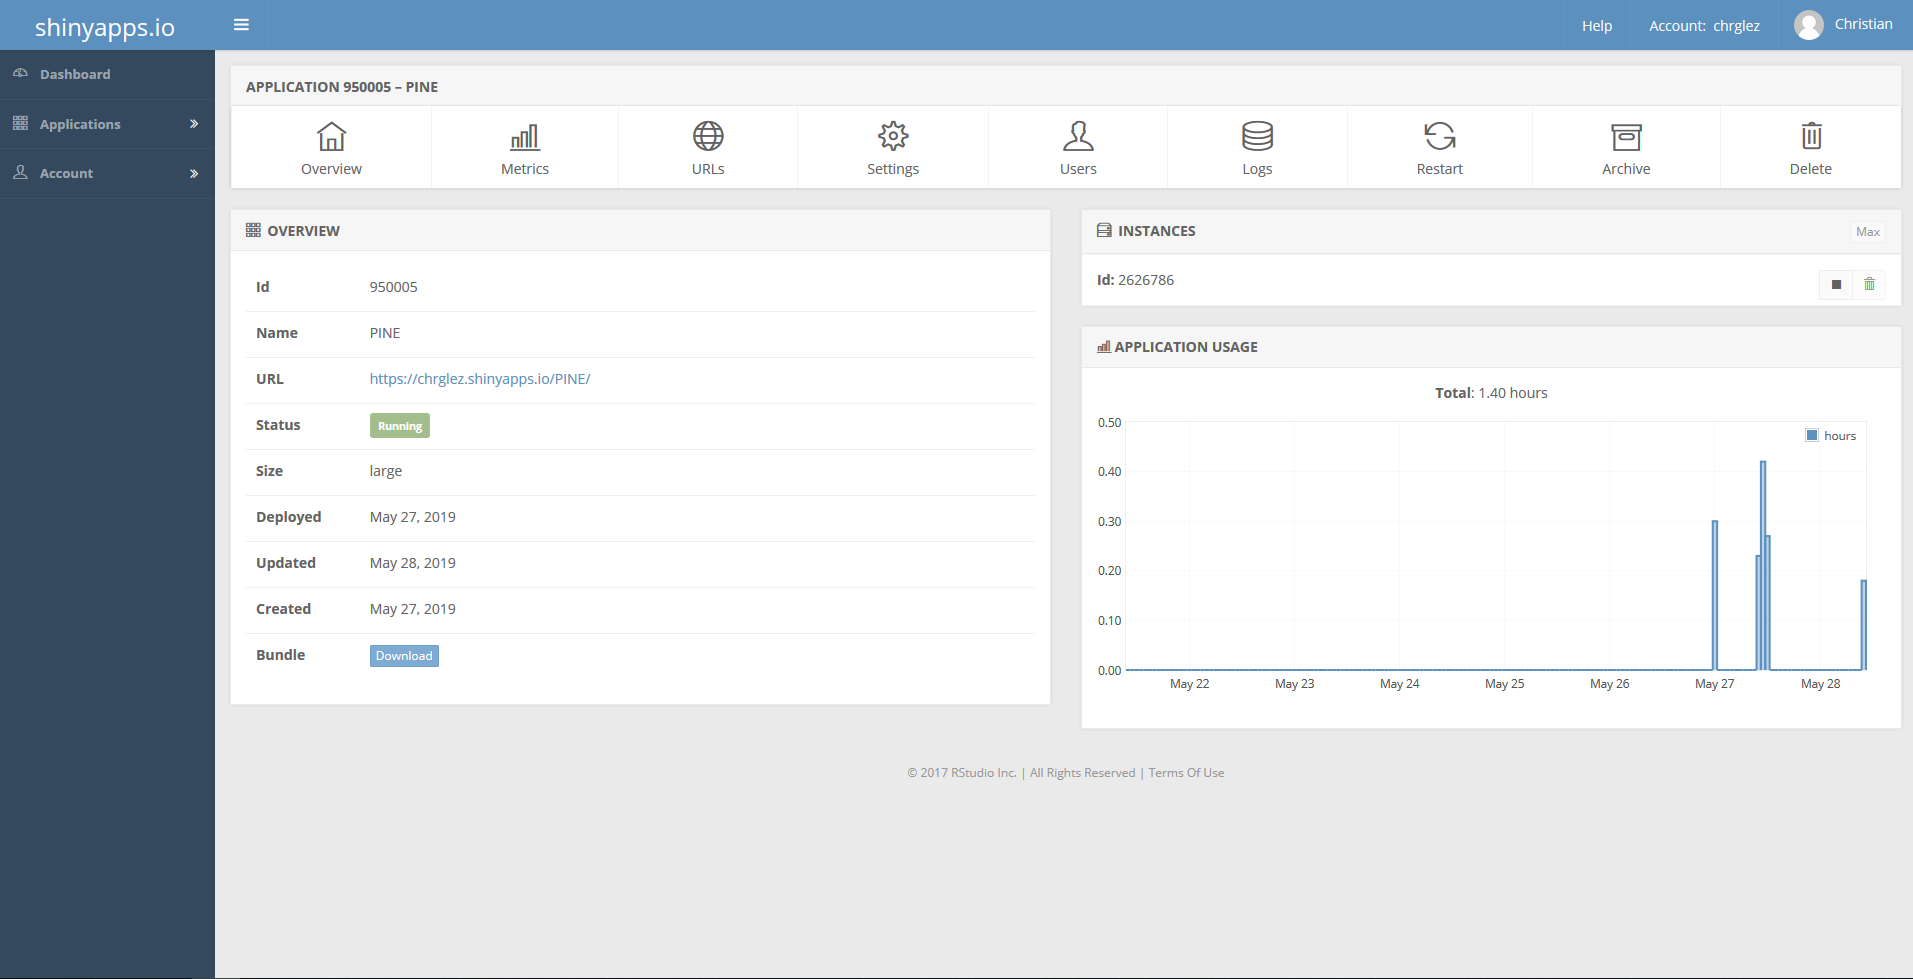 shinyapps.io
Help
Account: chrglez
Christian
Dashboard
Applications
Account
APPLICATION 950005 – PINE
Overview
Metrics
URLs
Settings
Users
Logs
Restart
Archive
Delete
OVERVIEW
Id 950005
Name PINE
URL https://chrglez.shinyapps.io/PINE/
Status Running
Size large
Deployed May 27, 2019
Updated May 28, 2019
Created May 27, 2019
Bundle Download
INSTANCES
Max
Id: 2626786
APPLICATION USAGE
Total: 1.40 hours
hours
0.50
0.40
0.30
0.20
0.10
0.00
May 22 May 23 May 24 May 25 May 26 May 27 May 28
© 2017 RStudio Inc. | All Rights Reserved | Terms Of Use